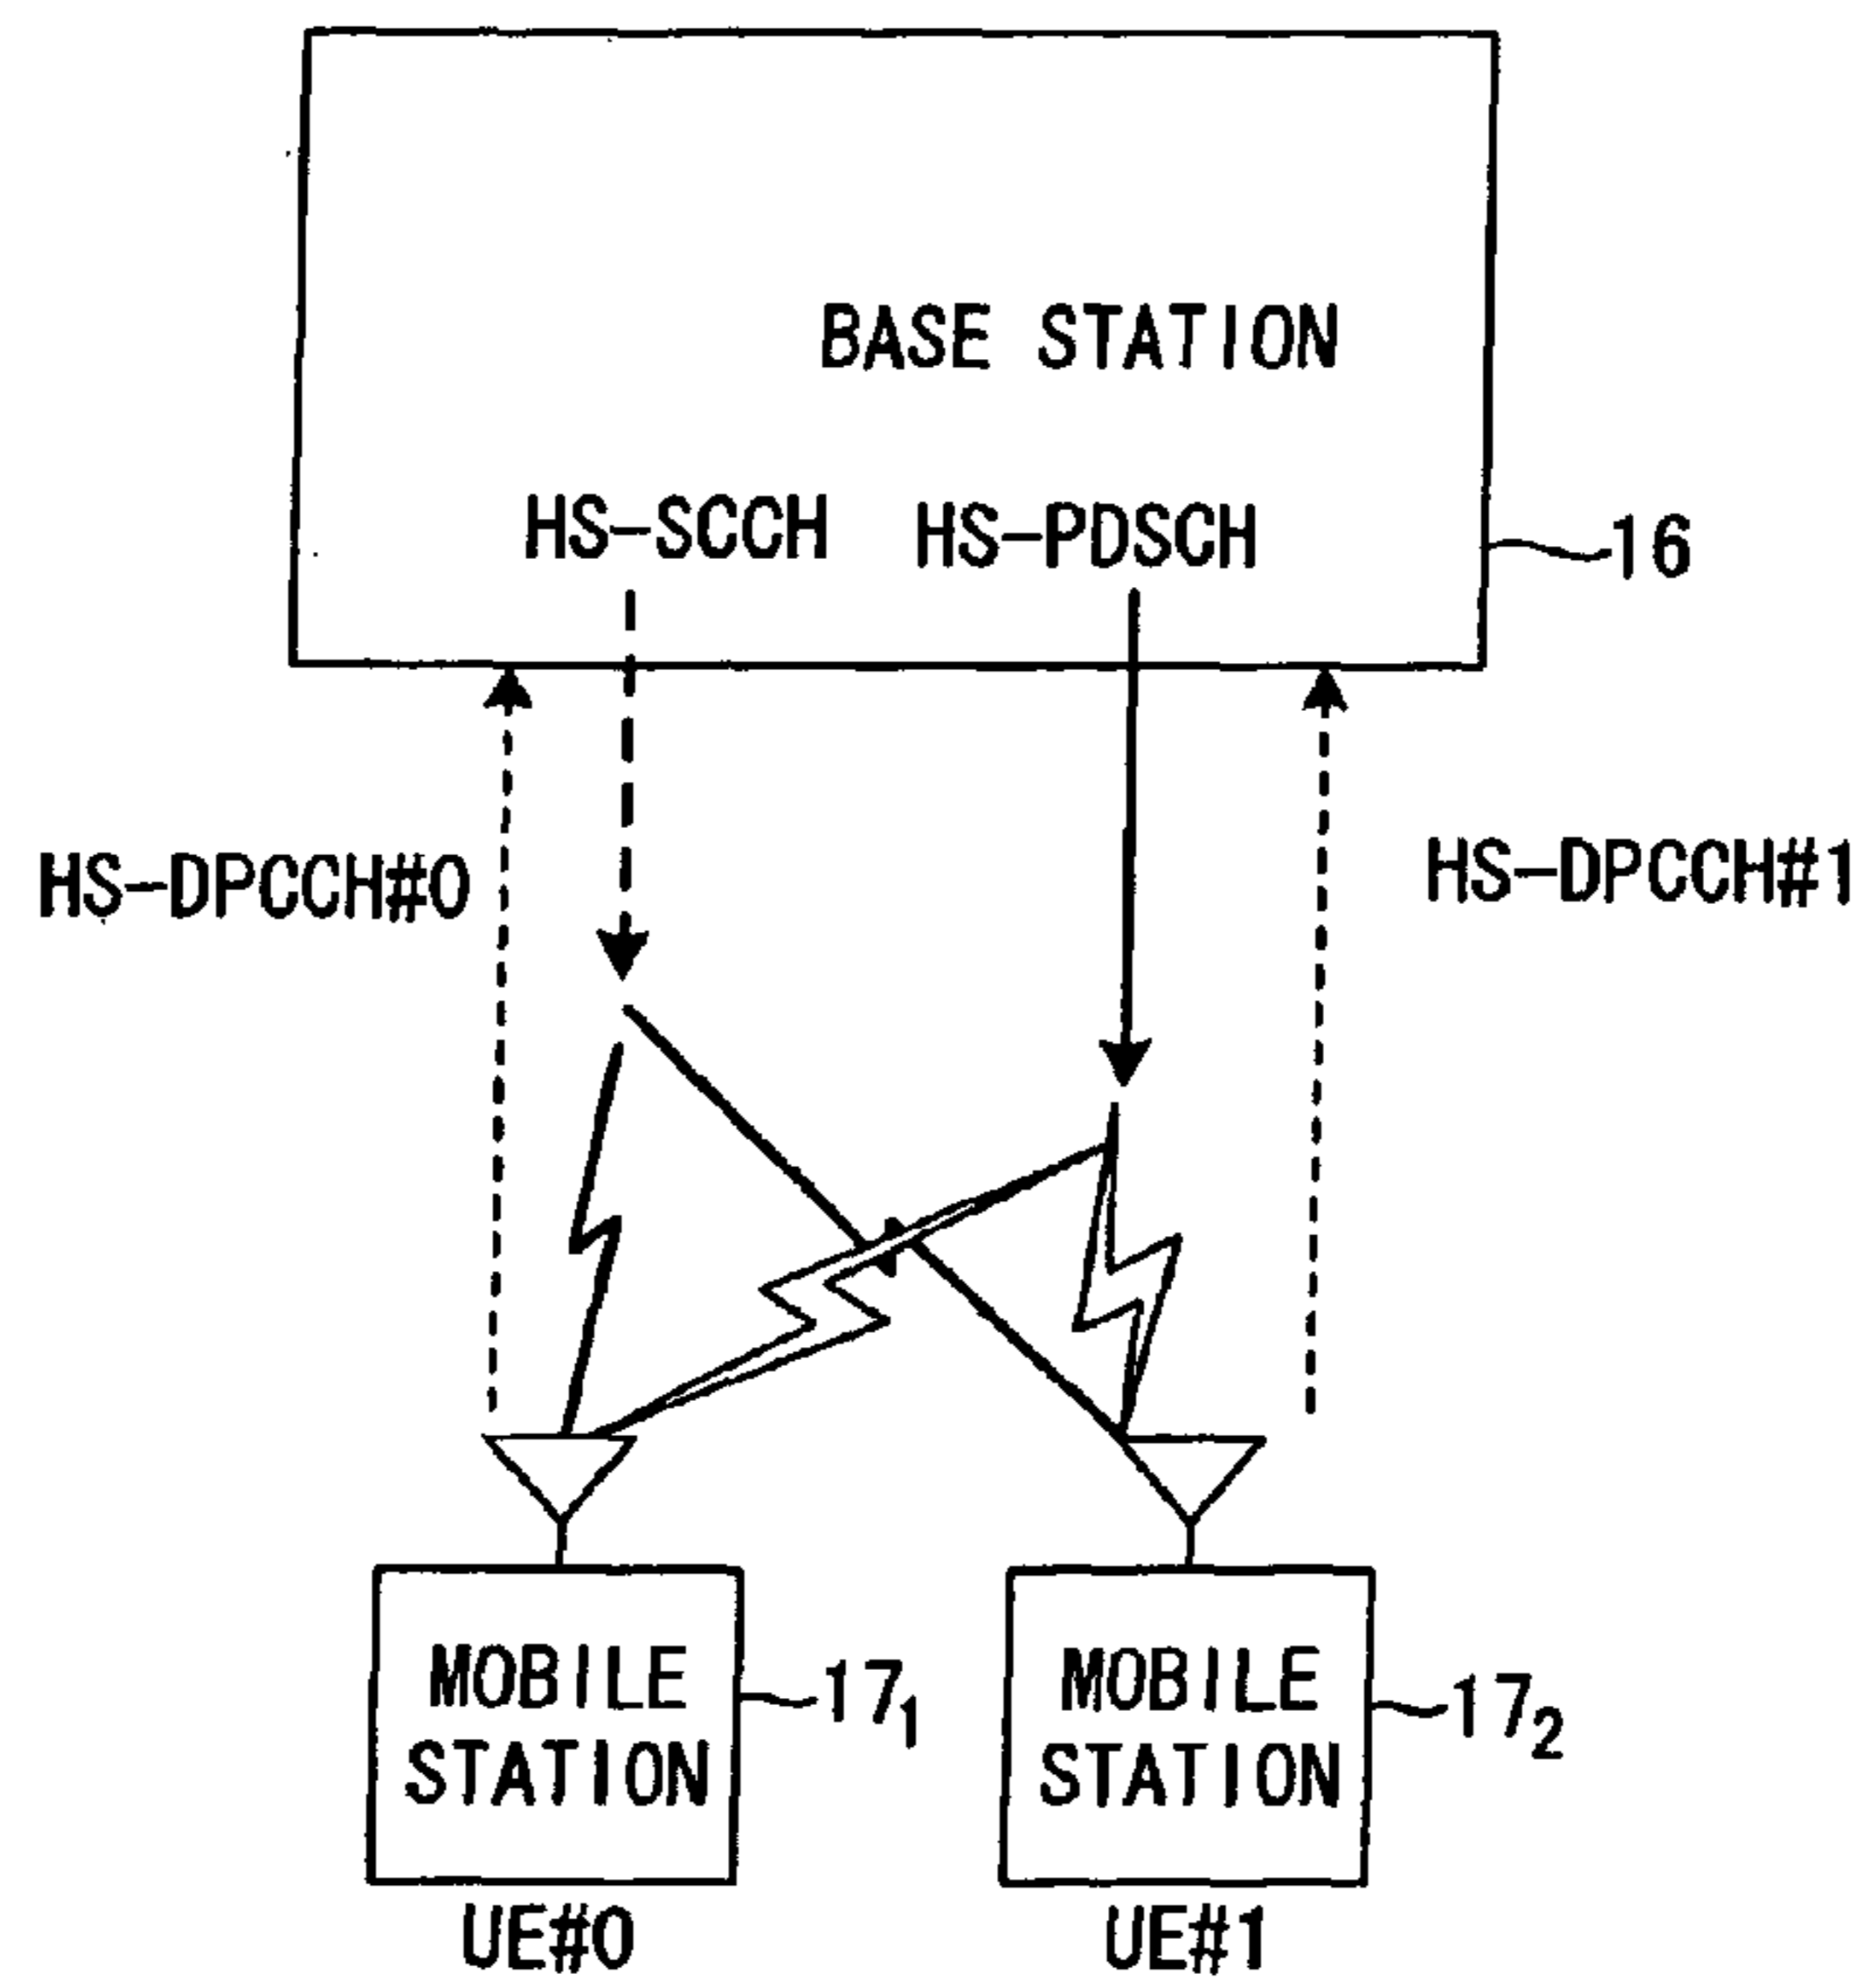 BASE STATION
HS-SCCH HS-PDSCH
16
HS-DPCCH#0
HS-DPCCH#1
MOBILE
STATION
17₁
MOBILE
STATION
17₂
UE#0
UE#1